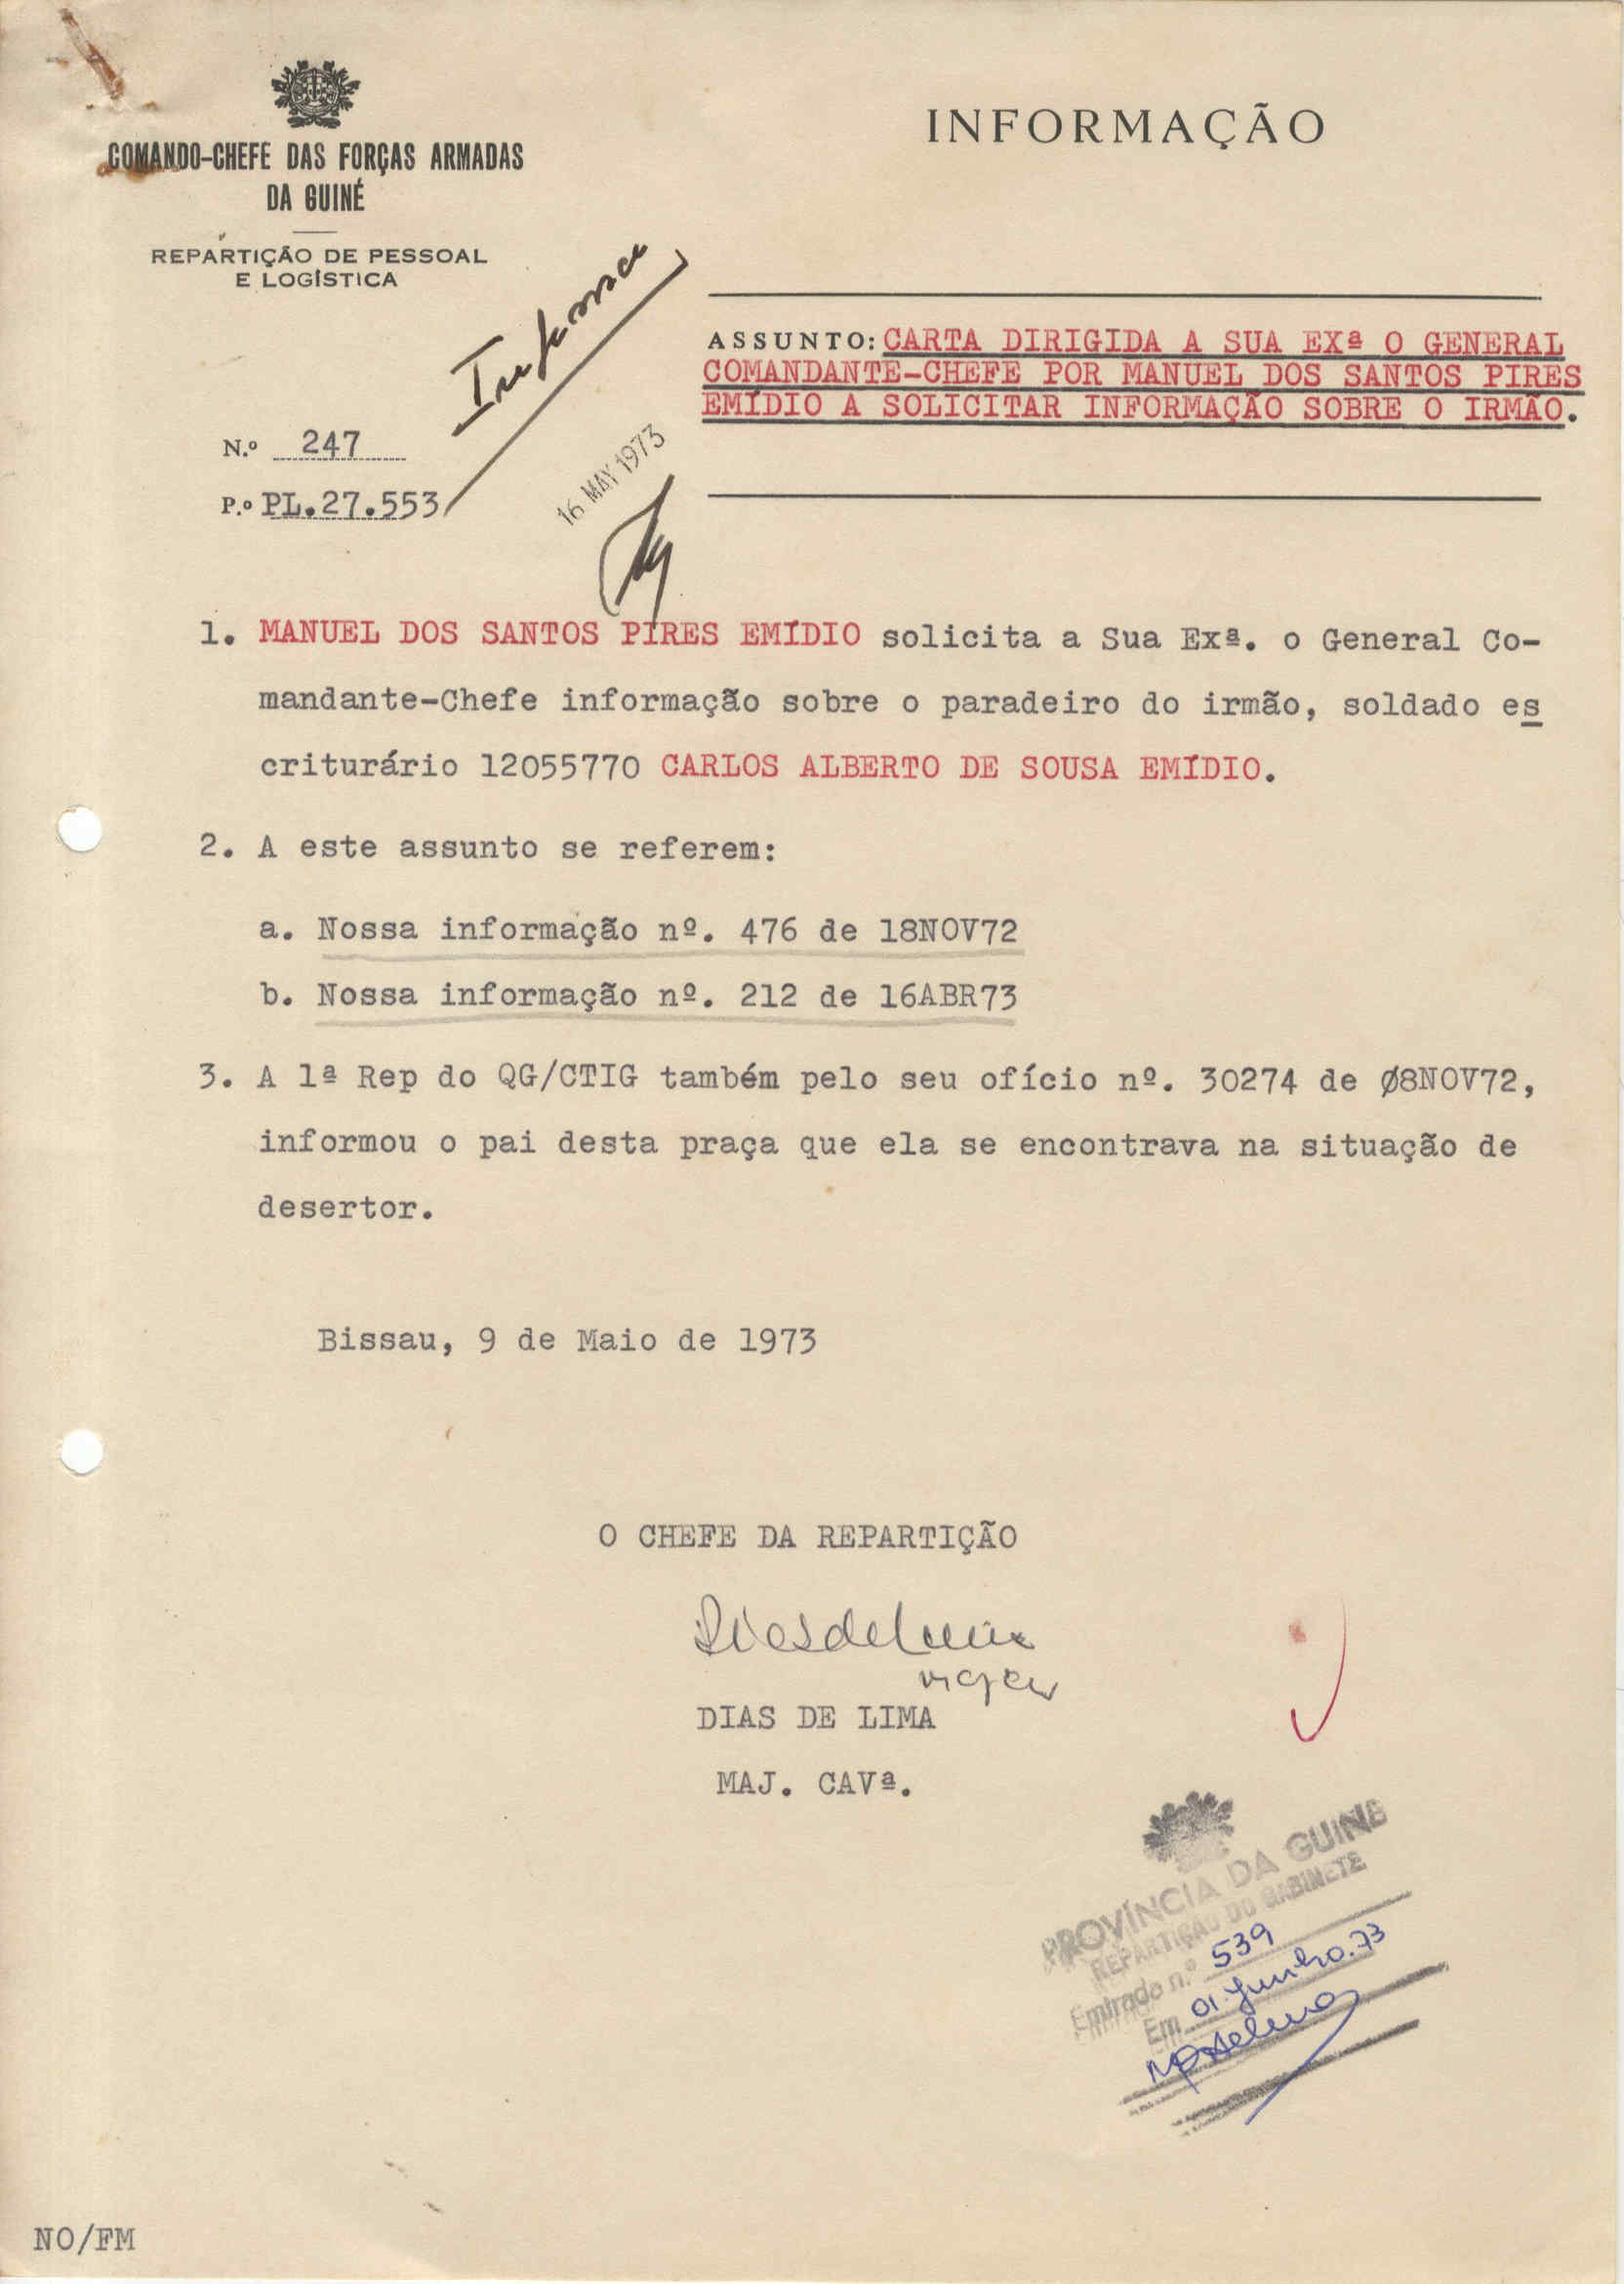 COMANDO-CHEFE DAS FORÇAS ARMADAS
DA GUINÉ
REPARTIÇÃO DE PESSOAL
E LOGÍSTICA
INFORMAÇÃO
Informar
ASSUNTO: CARTA DIRIGIDA A SUA EXª O GENERAL
COMANDANTE-CHEFE POR MANUEL DOS SANTOS PIRES
EMÍDIO A SOLICITAR INFORMAÇÃO SOBRE O IRMÃO.
N.º 247
P.º PL.27.553
16 MAY 1973
1. MANUEL DOS SANTOS PIRES EMÍDIO solicita a Sua Exª. o General Co-
mandante-Chefe informação sobre o paradeiro do irmão, soldado es
criturário 12055770 CARLOS ALBERTO DE SOUSA EMÍDIO.
2. A este assunto se referem:
a. Nossa informação nº. 476 de 18NOV72
b. Nossa informação nº. 212 de 16ABR73
3. A 1ª Rep do QG/CTIG também pelo seu ofício nº. 30274 de Ø8NOV72,
informou o pai desta praça que ela se encontrava na situação de
desertor.
Bissau, 9 de Maio de 1973
O CHEFE DA REPARTIÇÃO
Dias de Lima
DIAS DE LIMA
MAJ. CAVª.
PROVÍNCIA DA GUINÉ
REPARTIÇÃO DO GABINETE
Entrada n.º 539
Em 01.Junho.73
NO/FM